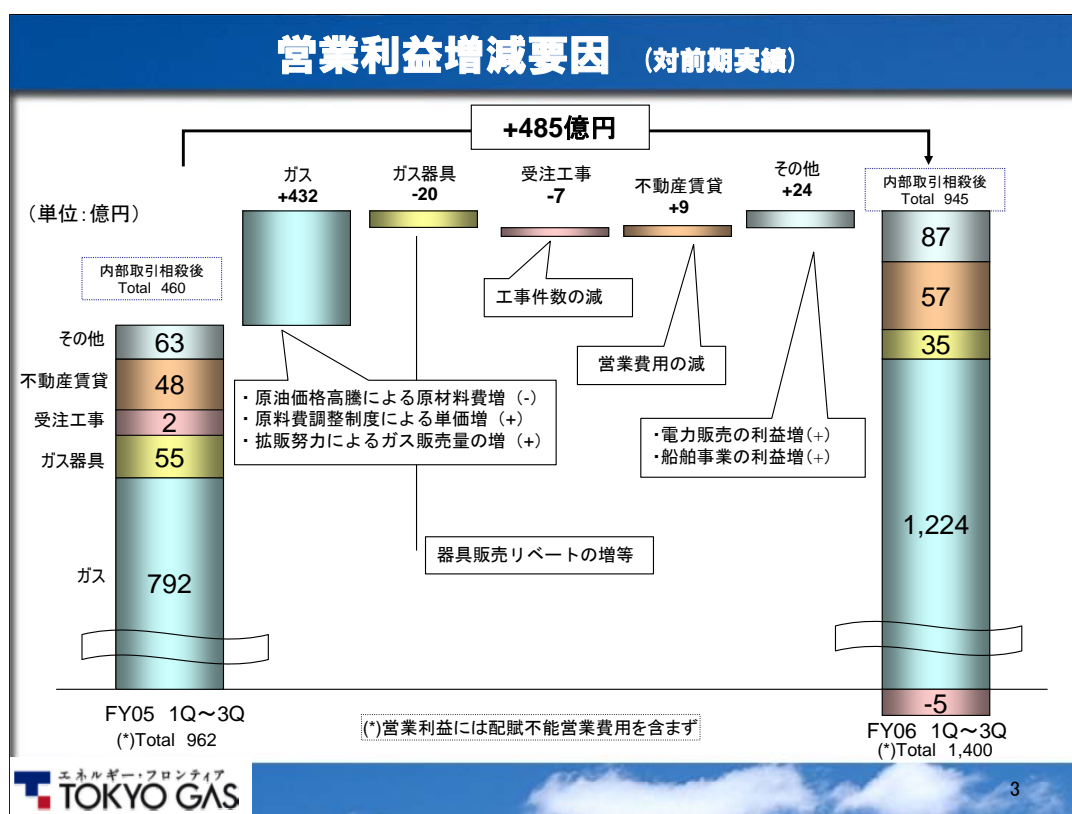 営業利益増減要因 (対前期実績)
+485億円
(単位:億円)
ガス
+432
ガス器具
-20
受注工事
-7
不動産賃貸
+9
その他
+24
内部取引相殺後
Total 945
内部取引相殺後
Total 460
その他
63
不動産賃貸
48
受注工事
2
ガス器具
55
ガス
792
・原油価格高騰による原材料費増 (-)
・原料費調整制度による単価増 (+)
・拡販努力によるガス販売量の増 (+)
器具販売リベートの増等
工事件数の減
営業費用の減
・電力販売の利益増(+)
・船舶事業の利益増(+)
87
57
35
1,224
-5
FY05 1Q～3Q
(*)Total 962
(*)営業利益には配賦不能営業費用を含まず
FY06 1Q～3Q
(*)Total 1,400
エネルギー・フロンティア
TOKYO GAS
3